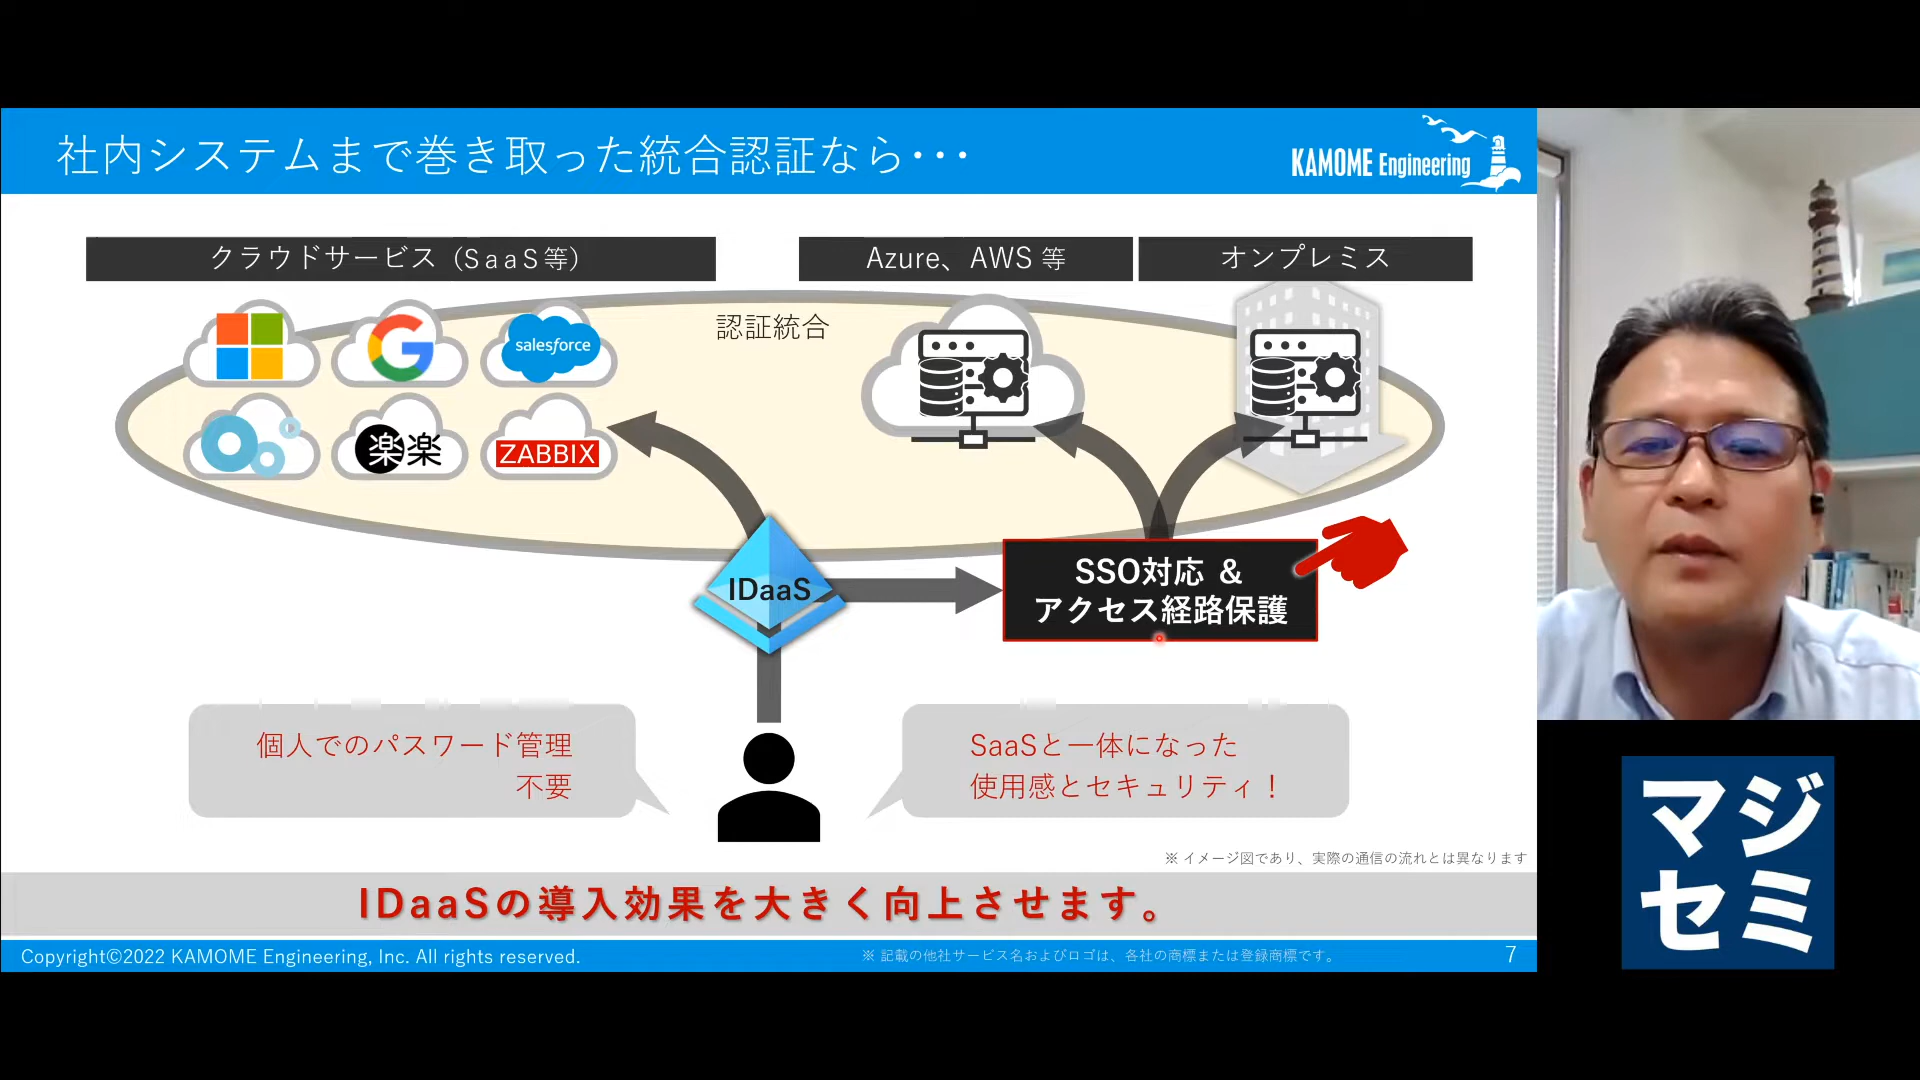 社内システムまで巻き取った統合認証なら･･･
KAMOME Engineering
クラウドサービス（SaaS等）
Azure、AWS 等
オンプレミス
認証統合
salesforce
楽楽
ZABBIX
IDaaS
SSO対応 ＆
アクセス経路保護
個人でのパスワード管理
不要
SaaSと一体になった
使用感とセキュリティ！
※ イメージ図であり、実際の通信の流れとは異なります
IDaaSの導入効果を大きく向上させます。
Copyright©2022 KAMOME Engineering, Inc. All rights reserved.
※ 記載の他社サービス名およびロゴは、各社の商標または登録商標です。
7
マジ
セミ